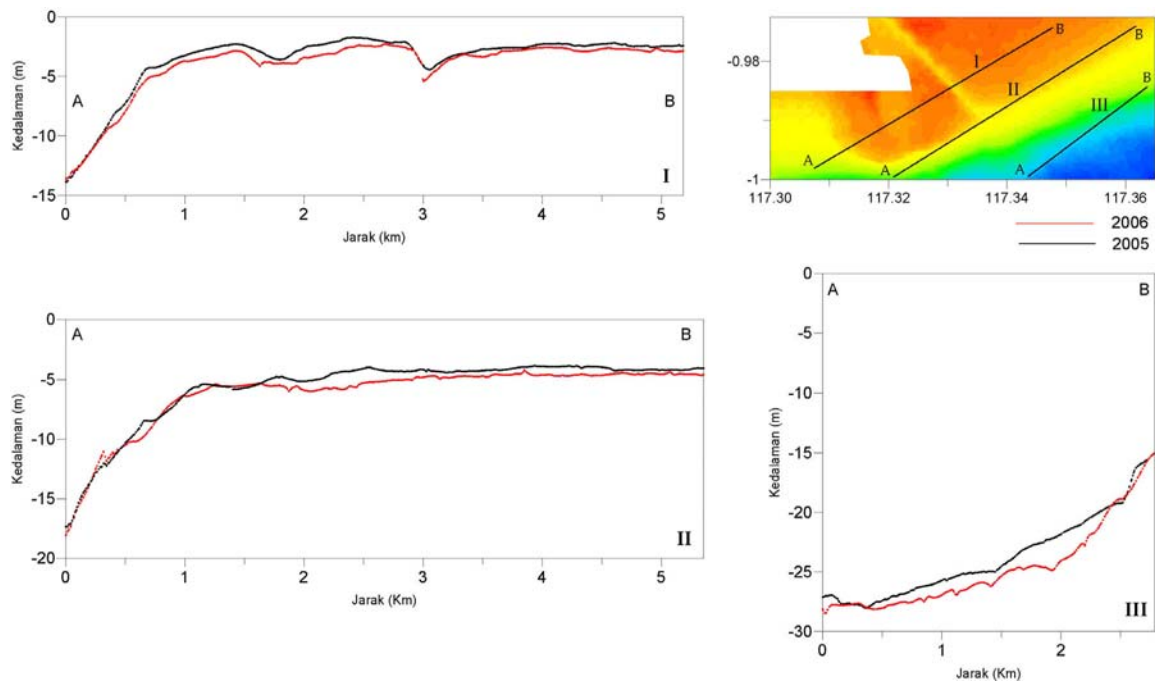 0
-5
-10
-15
Kedalaman (m)
A
B
I
0 1 2 3 4 5
Jarak (km)
-0.98
-1
A
B
I
A
B
II
A
B
III
117.30 117.32 117.34 117.36
2006
2005
0
-5
-10
-15
-20
Kedalaman (m)
A
B
II
0 1 2 3 4 5
Jarak (Km)
0
-5
-10
-15
-20
-25
-30
Kedalaman (m)
A
B
III
0 1 2
Jarak (Km)